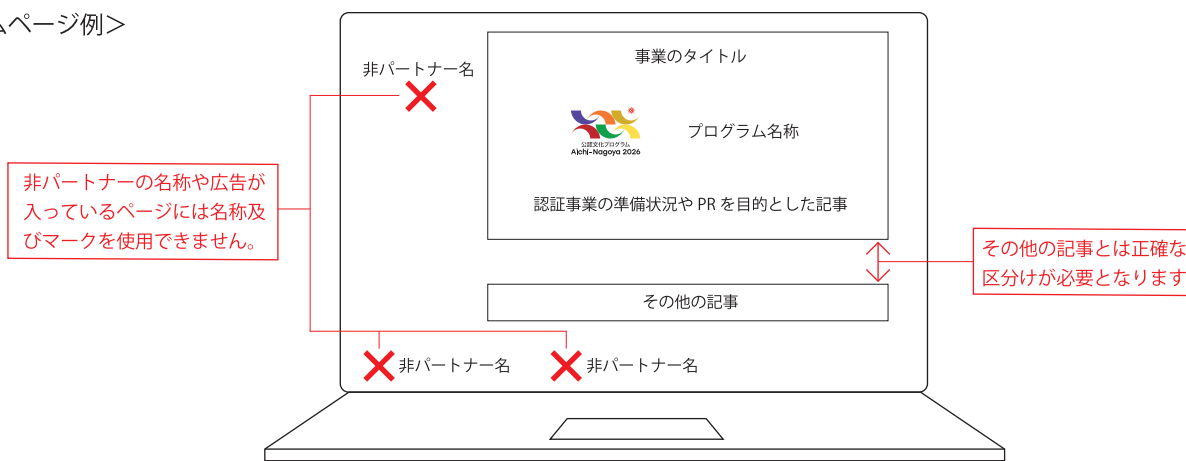 ムページ例＞
事業のタイトル
非パートナー名
プログラム名称
公認文化プログラム
Aichi-Nagoya 2026
非パートナーの名称や広告が
入っているページには名称及
びマークを使用できません。
認証事業の準備状況や PR を目的とした記事
その他の記事とは正確な
区分けが必要となります
その他の記事
非パートナー名
非パートナー名